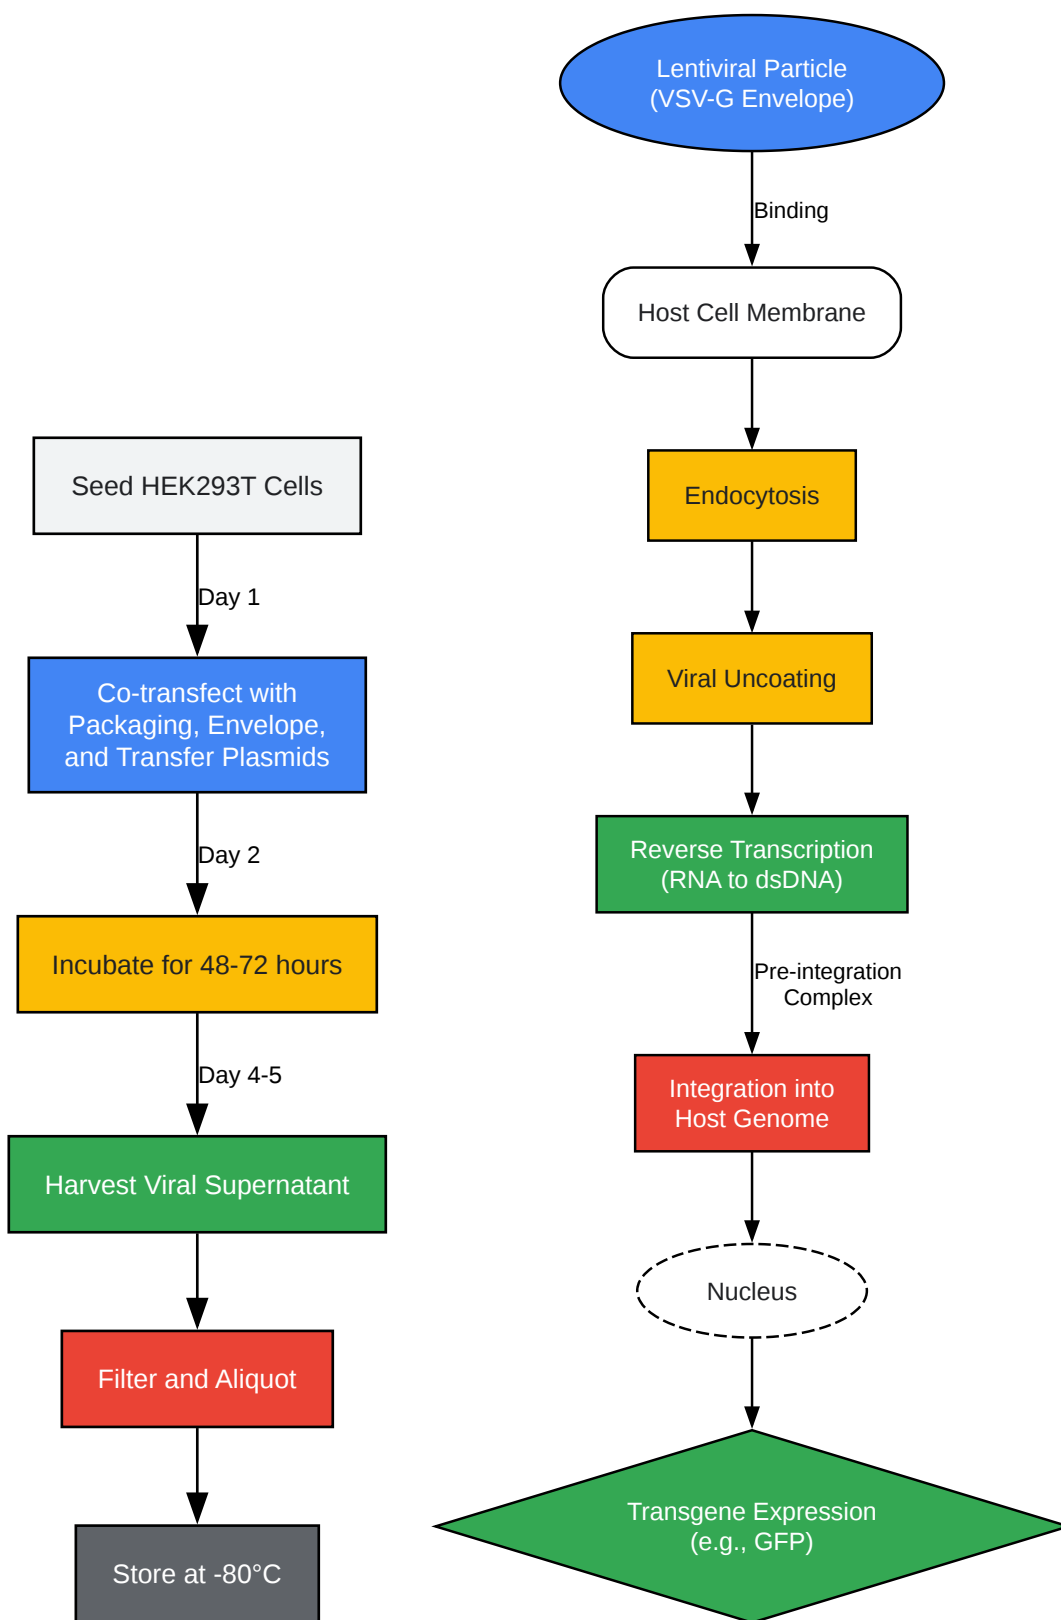 Seed HEK293T Cells
Day 1
Co-transfect with
Packaging, Envelope,
and Transfer Plasmids
Day 2
Incubate for 48-72 hours
Day 4-5
Harvest Viral Supernatant
Filter and Aliquot
Store at -80°C
Lentiviral Particle
(VSV-G Envelope)
Binding
Host Cell Membrane
Endocytosis
Viral Uncoating
Reverse Transcription
(RNA to dsDNA)
Pre-integration
Complex
Integration into
Host Genome
Nucleus
Transgene Expression
(e.g., GFP)